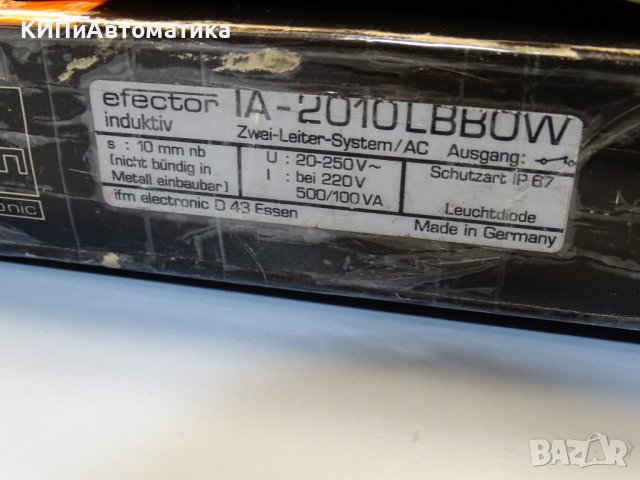 КИПиАвтоматика
efector IA-2010LBBOW
induktiv Zwei-Leiter-System/AC Ausgang:
s : 10 mm nb
(nicht bündig in
Metall einbaubar)
U : 20-250V~
I : bei 220V
500/100VA
Schutzart IP 67
Leuchtdiode
ifm electronic D 43 Essen
Made in Germany
onic
BAZAR